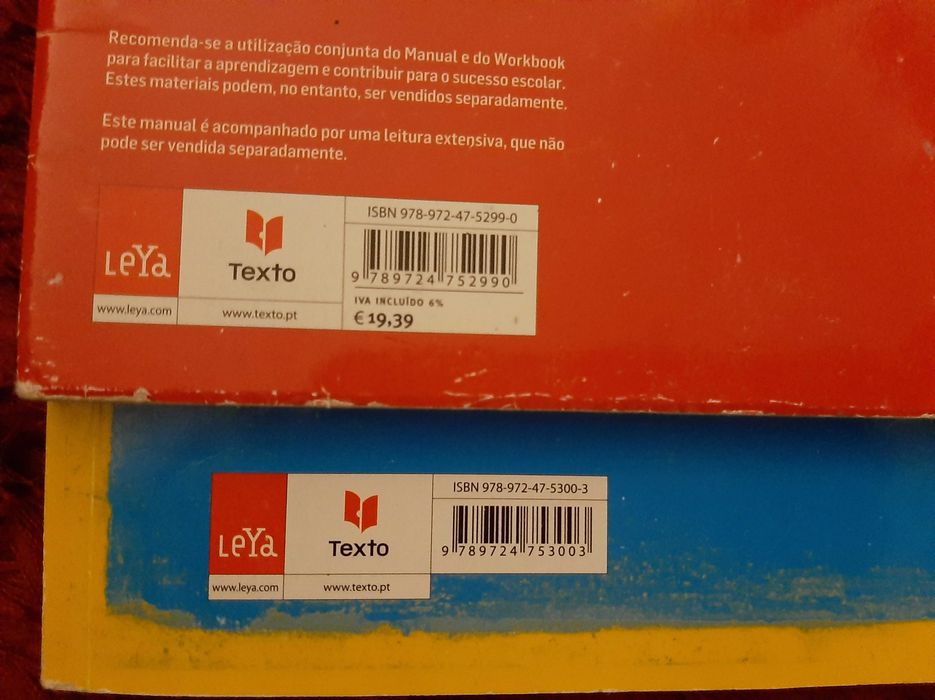 Recomenda-se a utilização conjunta do Manual e do Workbook
para facilitar a aprendizagem e contribuir para o sucesso escolar.
Estes materiais podem, no entanto, ser vendidos separadamente.
Este manual é acompanhado por uma leitura extensiva, que não
pode ser vendida separadamente.
LeYa
www.leya.com
Texto
www.texto.pt
ISBN 978-972-47-5299-0
9 789724 752990
IVA INCLUÍDO 6%
€ 19,39
LeYa
www.leya.com
Texto
www.texto.pt
ISBN 978-972-47-5300-3
9 789724 753003